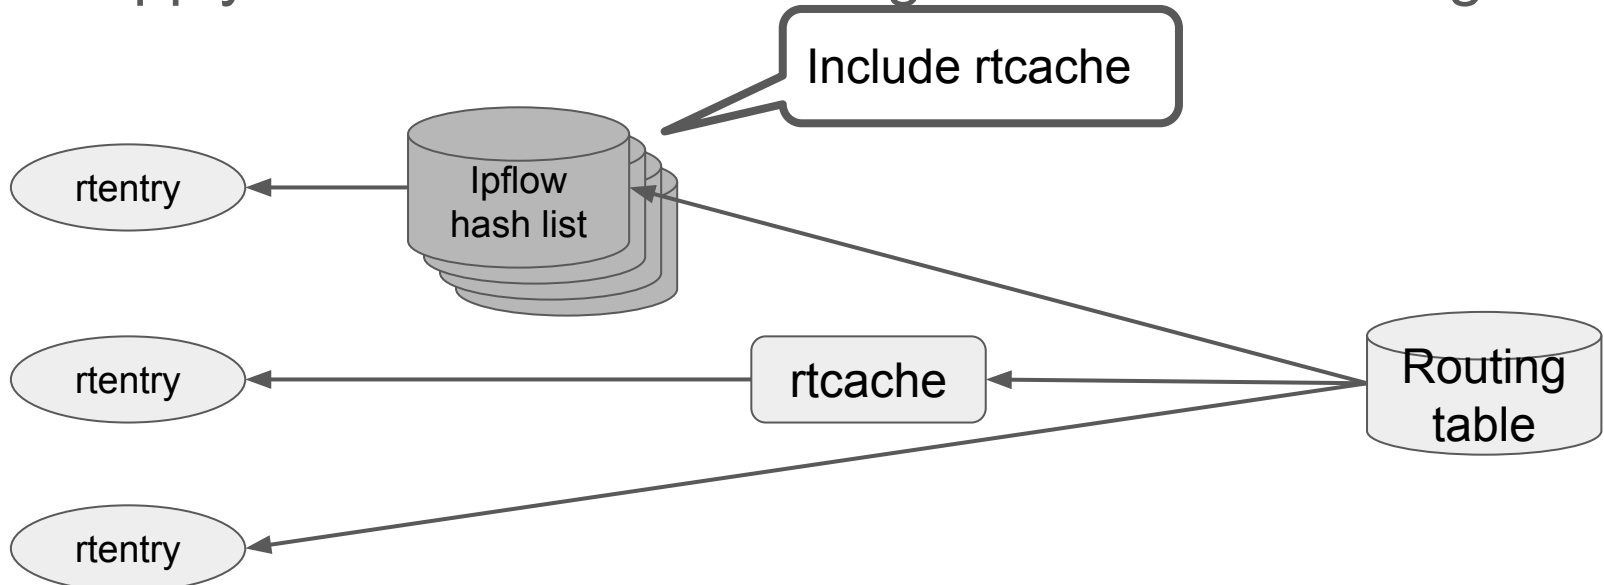 Include rtcache
rtentry
Ipflow
hash list
rtentry
rtcache
Routing
table
rtentry